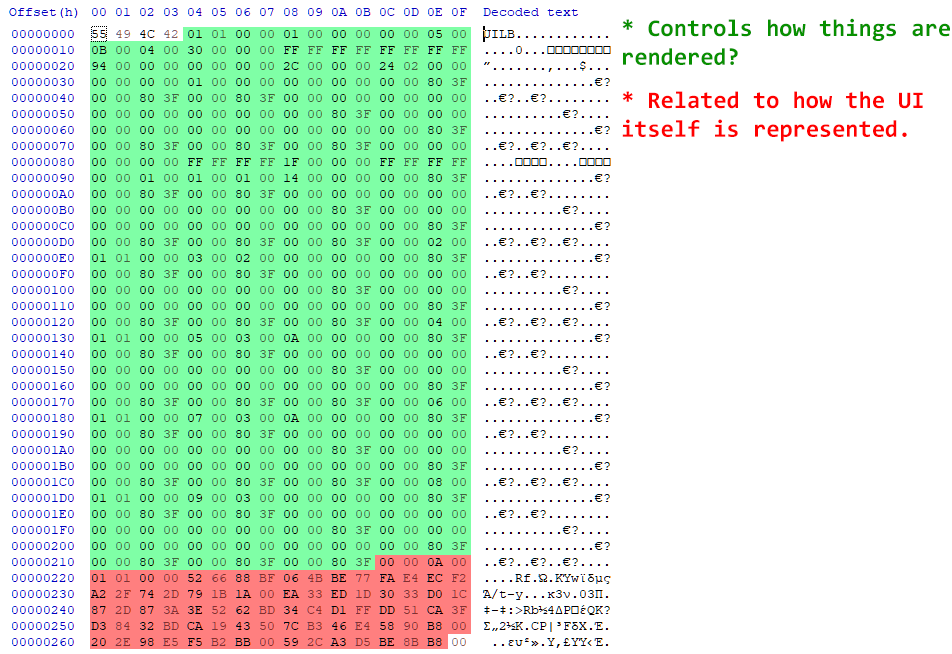 Offset(h) 00 01 02 03 04 05 06 07 08 09 0A 0B 0C 0D 0E 0F Decoded text
00000000 55 49 4C 42 01 01 00 00 01 00 00 00 00 00 05 00 UILB............
00000010 0B 00 04 00 30 00 00 00 FF FF FF FF FF FF FF FF ....0...□□□□□□□□
00000020 94 00 00 00 00 00 00 00 2C 00 00 00 24 02 00 00 ”.......,...$...
00000030 00 00 00 00 01 00 00 00 00 00 00 00 00 00 80 3F ..............€?
00000040 00 00 80 3F 00 00 80 3F 00 00 00 00 00 00 00 00 ..€?..€?........
00000050 00 00 00 00 00 00 00 00 00 00 80 3F 00 00 00 00 ..........€?....
00000060 00 00 00 00 00 00 00 00 00 00 00 00 00 00 80 3F ..............€?
00000070 00 00 80 3F 00 00 80 3F 00 00 80 3F 00 00 00 00 ..€?..€?..€?....
00000080 00 00 00 00 FF FF FF FF 1F 00 00 00 FF FF FF FF ....□□□□....□□□□
00000090 00 00 01 00 01 00 01 00 14 00 00 00 00 00 80 3F ..............€?
000000A0 00 00 80 3F 00 00 80 3F 00 00 00 00 00 00 00 00 ..€?..€?........
000000B0 00 00 00 00 00 00 00 00 00 00 80 3F 00 00 00 00 ..........€?....
000000C0 00 00 00 00 00 00 00 00 00 00 00 00 00 00 80 3F ..............€?
000000D0 00 00 80 3F 00 00 80 3F 00 00 80 3F 00 00 02 00 ..€?..€?..€?....
000000E0 01 01 00 00 03 00 02 00 00 00 00 00 00 00 80 3F ..............€?
000000F0 00 00 80 3F 00 00 80 3F 00 00 00 00 00 00 00 00 ..€?..€?........
00000100 00 00 00 00 00 00 00 00 00 00 80 3F 00 00 00 00 ..........€?....
00000110 00 00 00 00 00 00 00 00 00 00 00 00 00 00 80 3F ..............€?
00000120 00 00 80 3F 00 00 80 3F 00 00 80 3F 00 00 04 00 ..€?..€?..€?....
00000130 01 01 00 00 05 00 03 00 0A 00 00 00 00 00 80 3F ..............€?
00000140 00 00 80 3F 00 00 80 3F 00 00 00 00 00 00 00 00 ..€?..€?........
00000150 00 00 00 00 00 00 00 00 00 00 80 3F 00 00 00 00 ..........€?....
00000160 00 00 00 00 00 00 00 00 00 00 00 00 00 00 80 3F ..............€?
00000170 00 00 80 3F 00 00 80 3F 00 00 80 3F 00 00 06 00 ..€?..€?..€?....
00000180 01 01 00 00 07 00 03 00 0A 00 00 00 00 00 80 3F ..............€?
00000190 00 00 80 3F 00 00 80 3F 00 00 00 00 00 00 00 00 ..€?..€?........
000001A0 00 00 00 00 00 00 00 00 00 00 80 3F 00 00 00 00 ..........€?....
000001B0 00 00 00 00 00 00 00 00 00 00 00 00 00 00 80 3F ..............€?
000001C0 00 00 80 3F 00 00 80 3F 00 00 80 3F 00 00 08 00 ..€?..€?..€?....
000001D0 01 01 00 00 09 00 03 00 00 00 00 00 00 00 80 3F ..............€?
000001E0 00 00 80 3F 00 00 80 3F 00 00 00 00 00 00 00 00 ..€?..€?........
000001F0 00 00 00 00 00 00 00 00 00 00 80 3F 00 00 00 00 ..........€?....
00000200 00 00 00 00 00 00 00 00 00 00 00 00 00 00 80 3F ..............€?
00000210 00 00 80 3F 00 00 80 3F 00 00 80 3F 00 00 0A 00 ..€?..€?..€?....
00000220 01 01 00 00 52 66 88 BF 06 4B BE 77 FA E4 EC F2 ....Rf.Ώ.KΎwϊδμς
00000230 A2 2F 74 2D 79 1B 1A 00 EA 33 ED 1D 30 33 D0 1C Ά/t-y...κ3ν.03Π.
00000240 87 2D 87 3A 3E 52 62 BD 34 C4 D1 FF DD 51 CA 3F ‡-‡:>Rb½4ΔΡ□έQΚ?
00000250 D3 84 32 BD CA 19 43 50 7C B3 46 E4 58 90 B8 00 Σ„2½Κ.CP|³FδX.Έ.
00000260 20 2E 98 E5 F5 B2 BB 00 59 2C A3 D5 BE 8B B8 00 ..ευ²».Y,£ΥΎ‹Έ.
* Controls how things are
rendered?
* Related to how the UI
itself is represented.